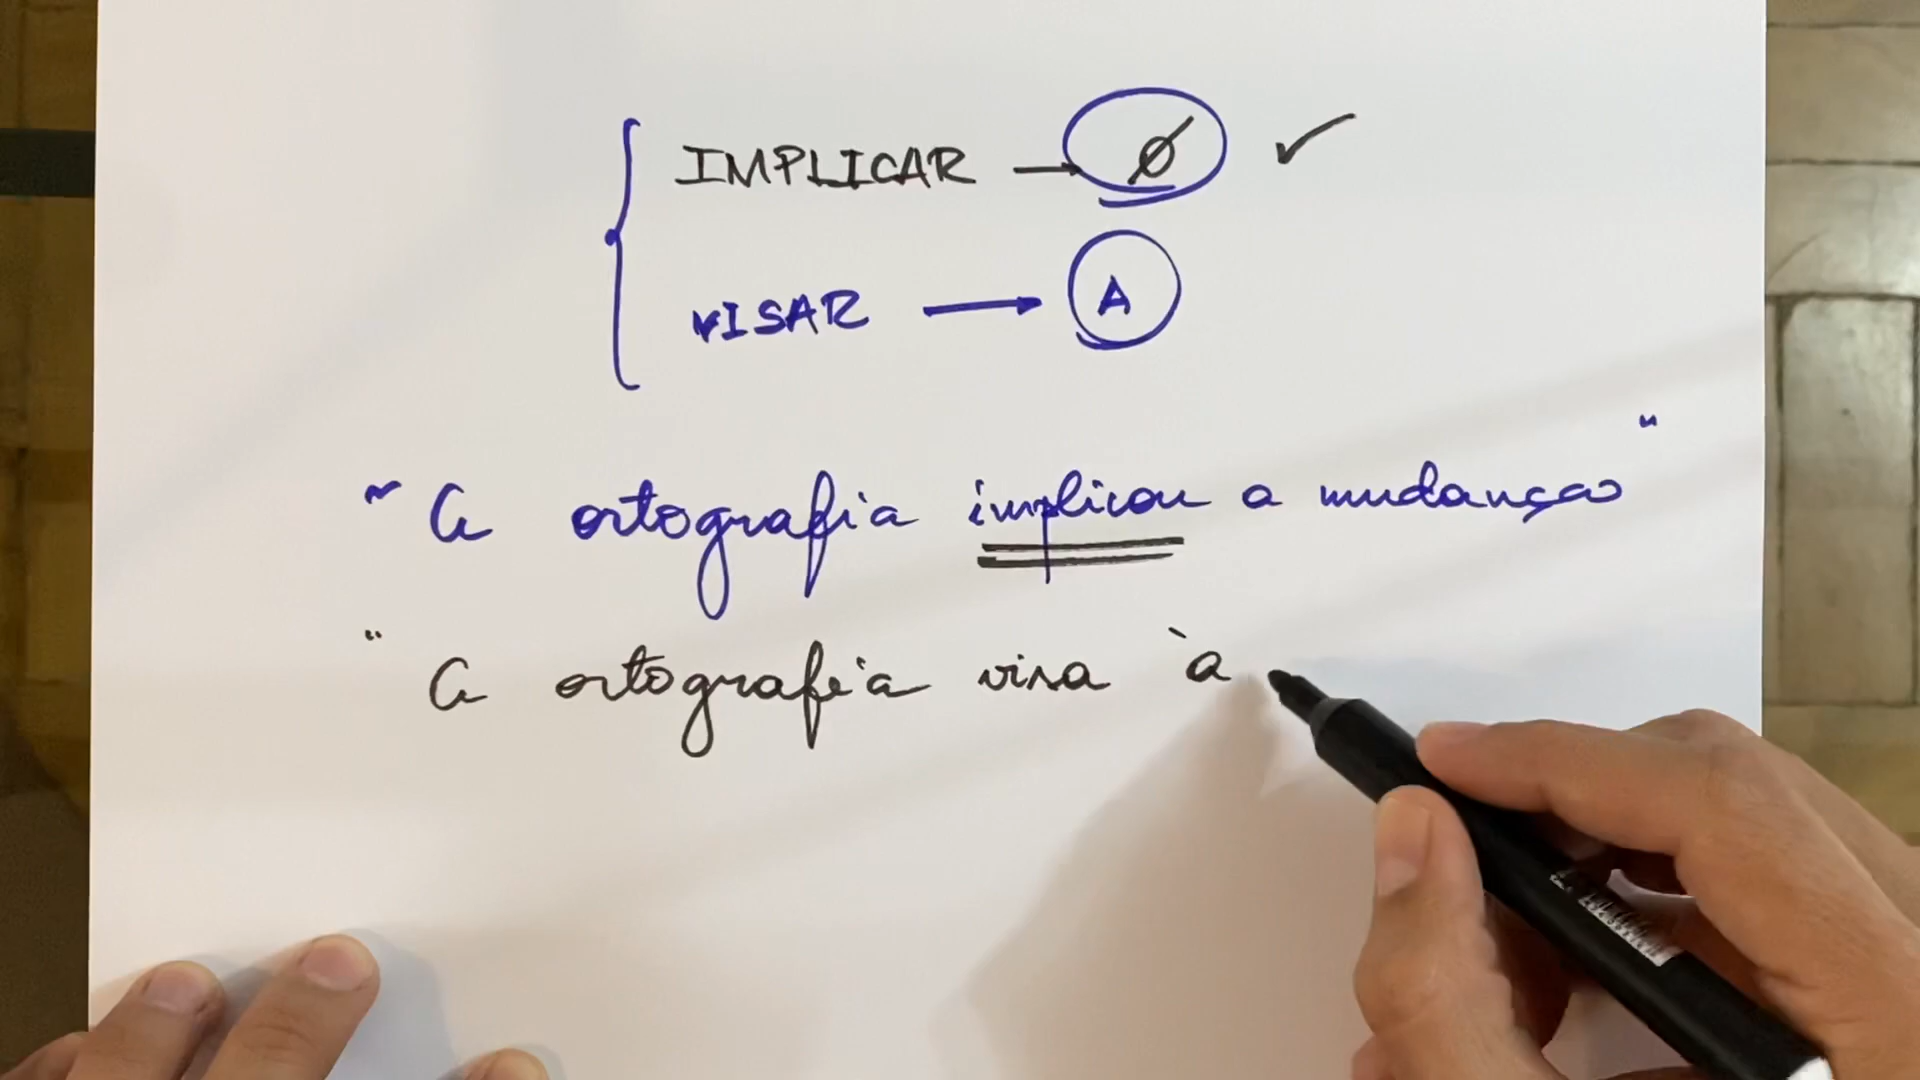 IMPLICAR → ∅ ✓
VISAR → A
"A ortografia implicou a mudança"
"A ortografia visa à